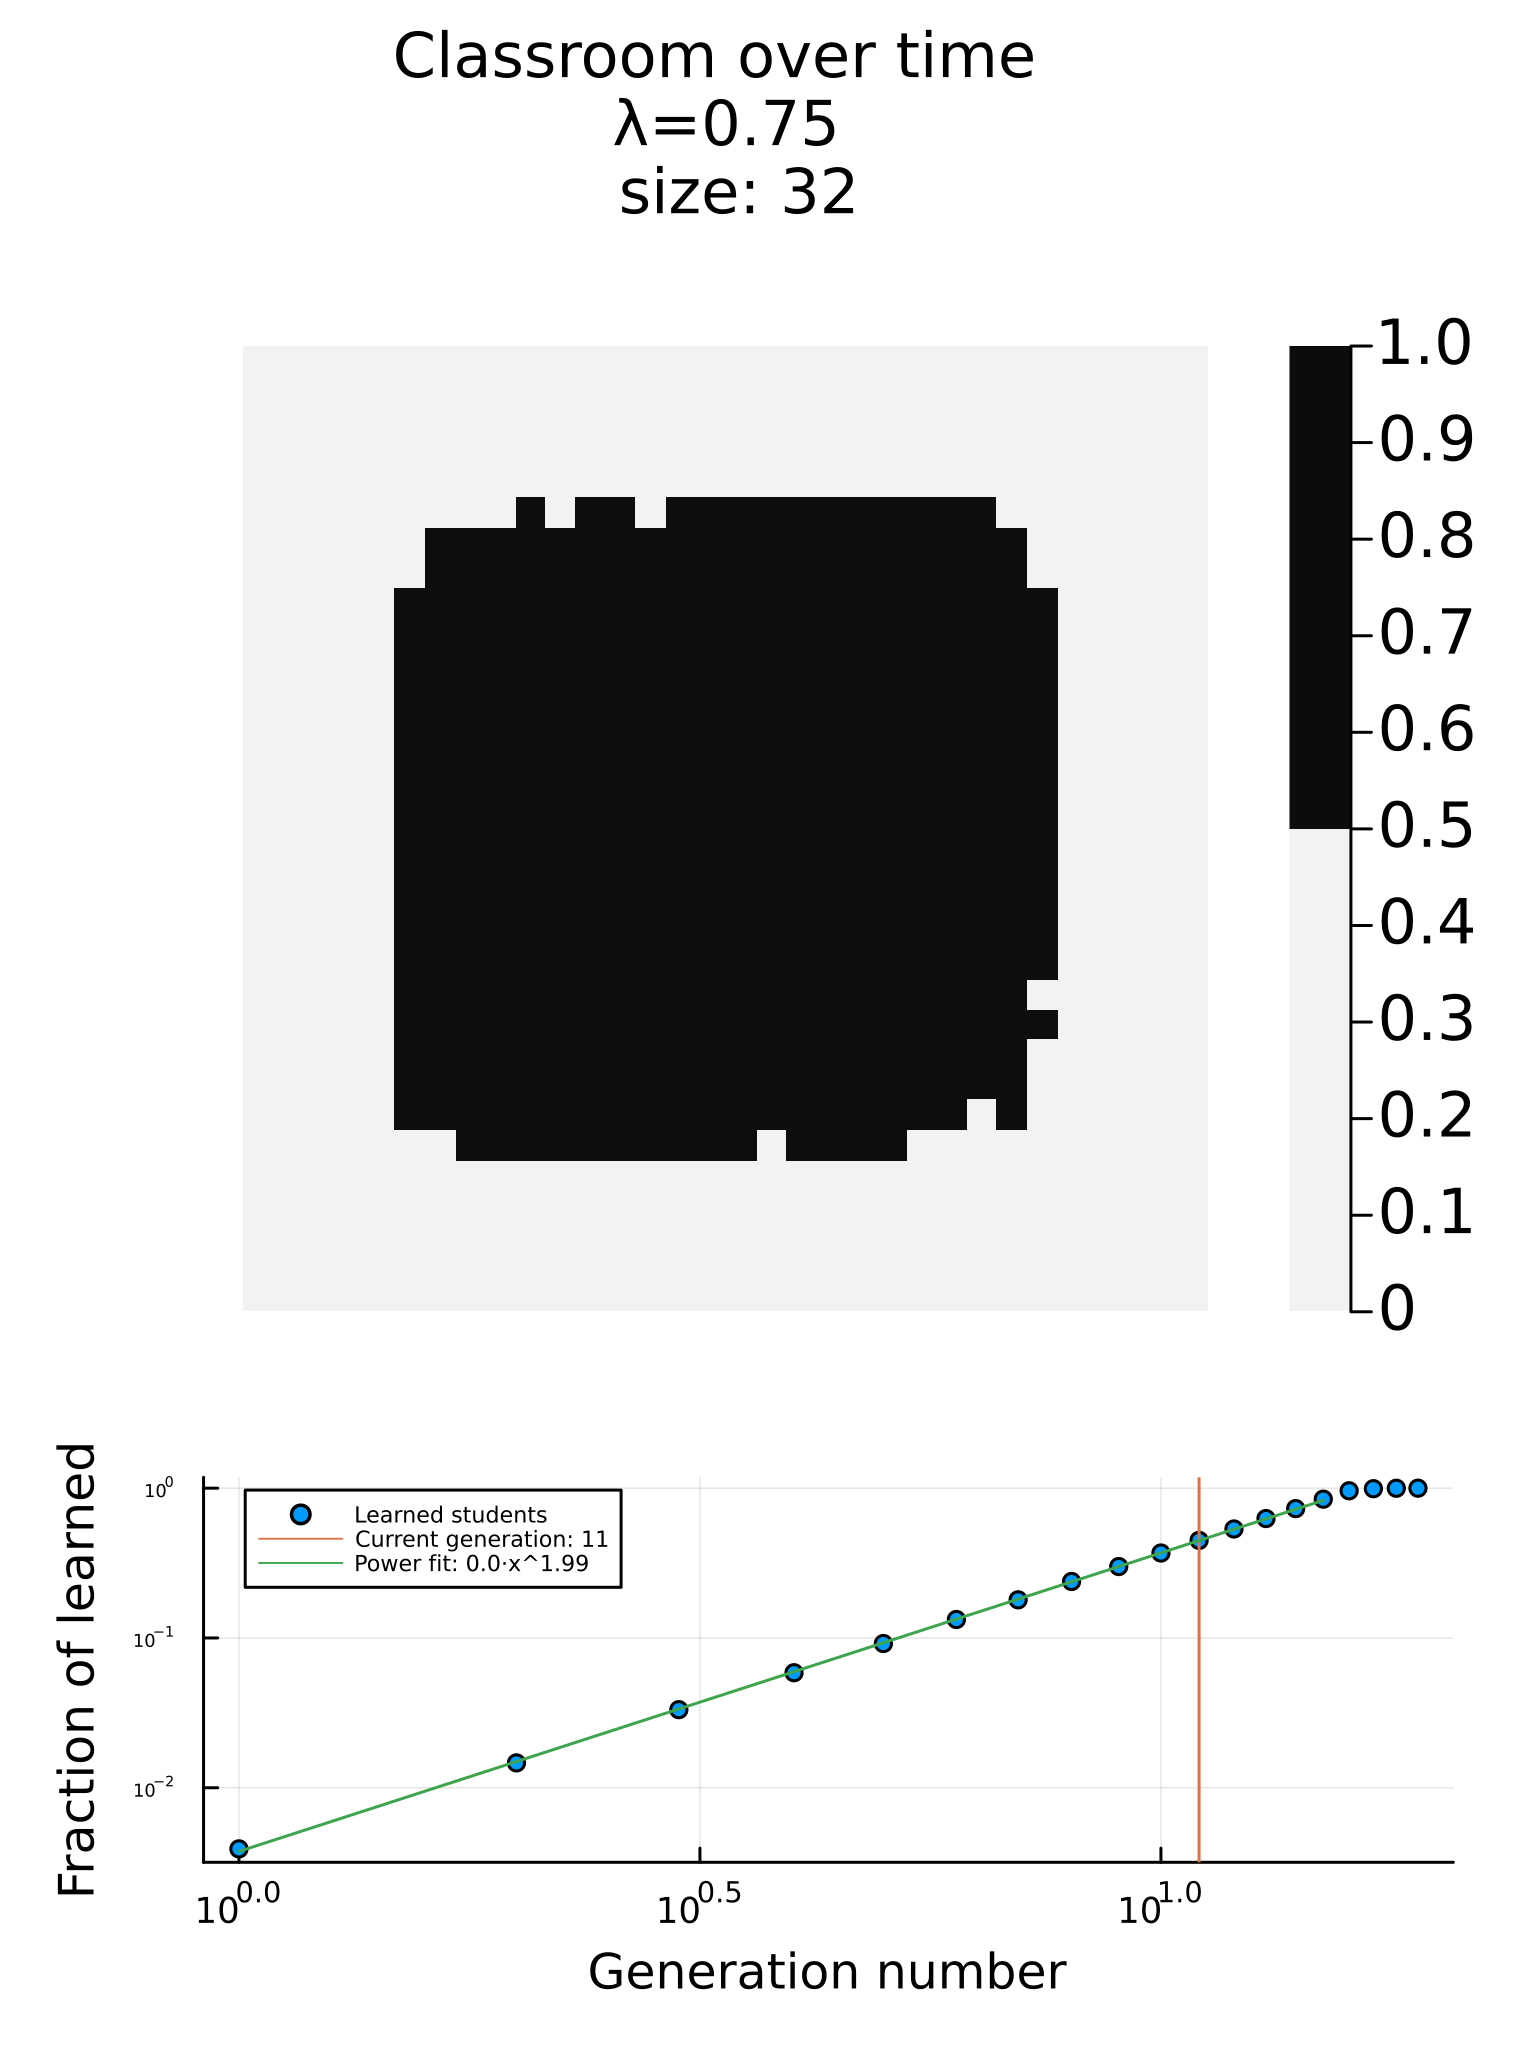 Classroom over time
λ=0.75
size: 32
1.0
0.9
0.8
0.7
0.6
0.5
0.4
0.3
0.2
0.1
0
Fraction of learned
10^0
10^−1
10^−2
Learned students
Current generation: 11
Power fit: 0.0·x^1.99
10^0.0
10^0.5
10^1.0
Generation number